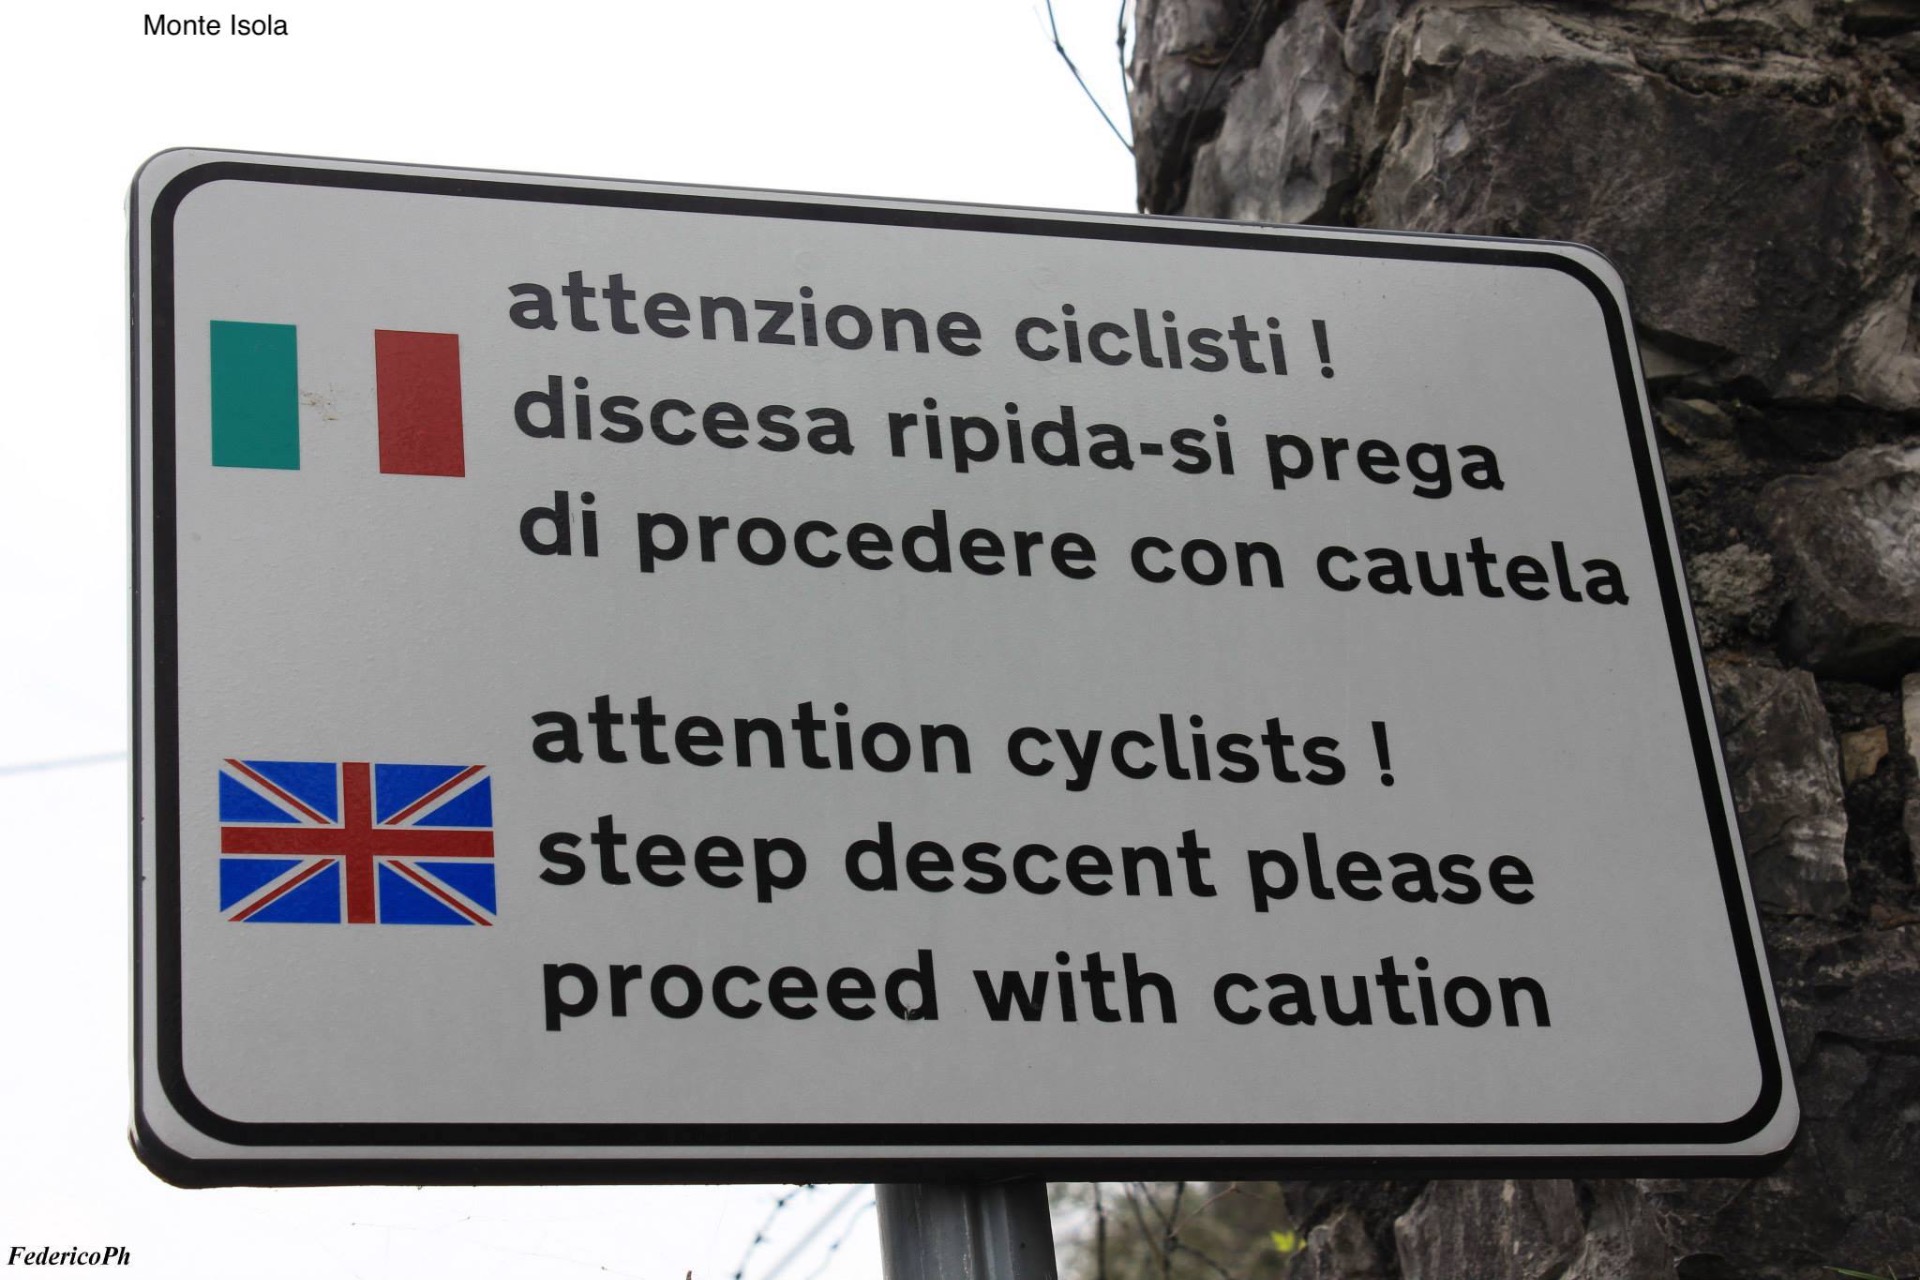 Monte Isola
attenzione ciclisti !
discesa ripida-si prega
di procedere con cautela
attention cyclists !
steep descent please
proceed with caution
FedericoPh